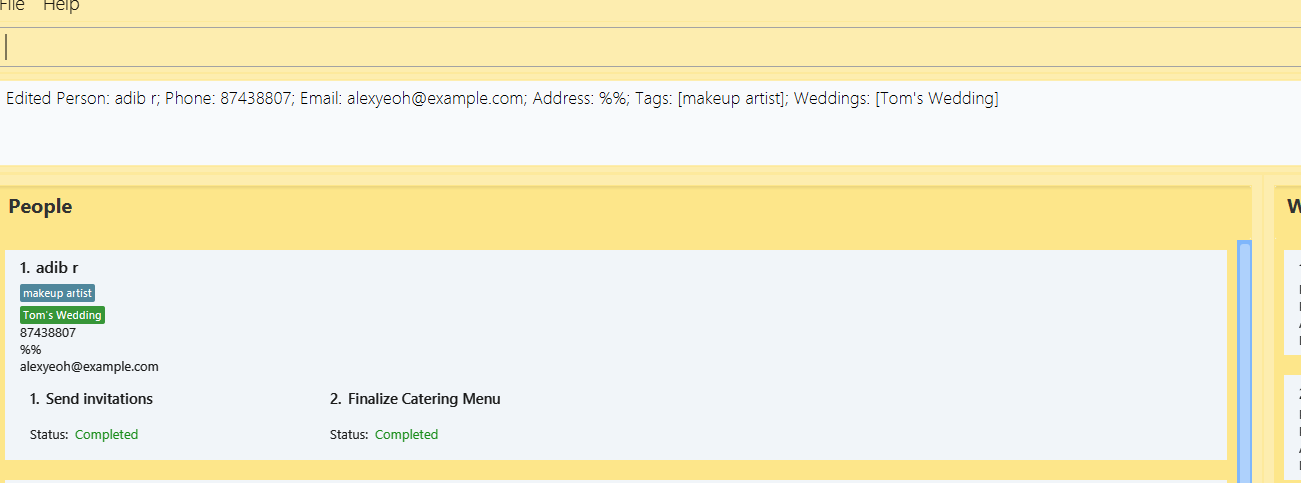 File Help
Edited Person: adib r; Phone: 87438807; Email: alexyeoh@example.com; Address: %%; Tags: [makeup artist]; Weddings: [Tom's Wedding]
People
1. adib r
makeup artist
Tom's Wedding
87438807
%%
alexyeoh@example.com
1. Send invitations
2. Finalize Catering Menu
Status: Completed
Status: Completed